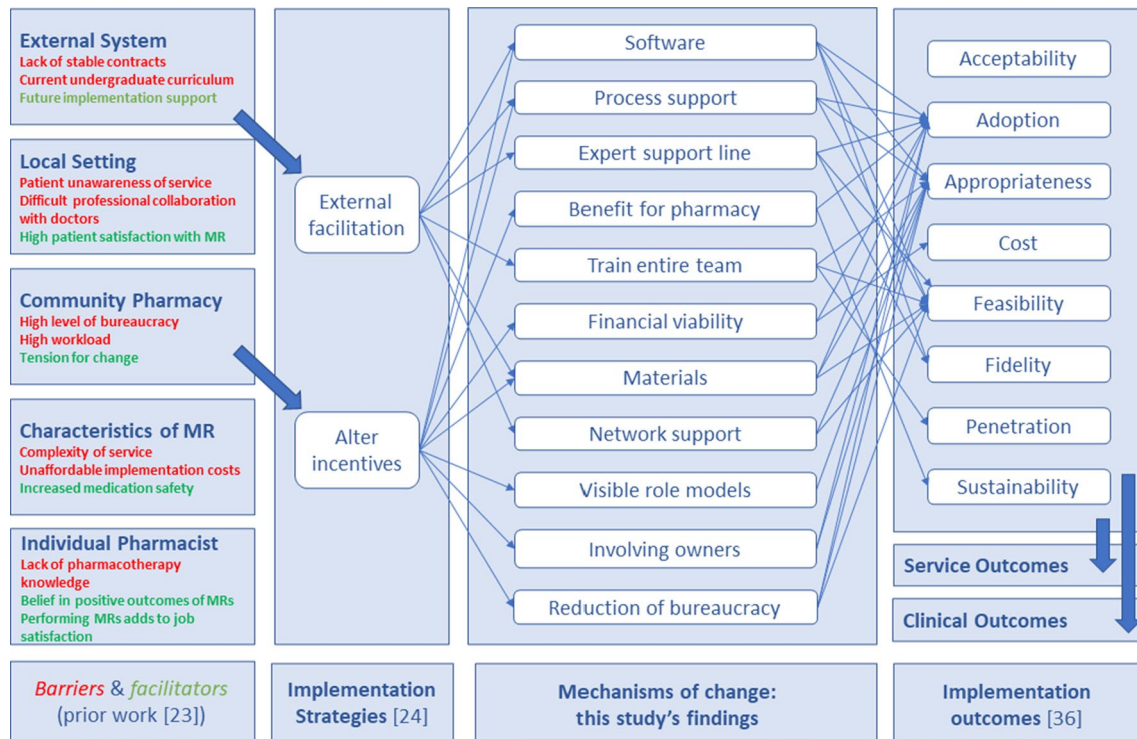 External System
Lack of stable contracts
Current undergraduate curriculum
Future implementation support
Local Setting
Patient unawareness of service
Difficult professional collaboration
with doctors
High patient satisfaction with MR
Community Pharmacy
High level of bureaucracy
High workload
Tension for change
Characteristics of MR
Complexity of service
Unaffordable implementation costs
Increased medication safety
Individual Pharmacist
Lack of pharmacotherapy
knowledge
Belief in positive outcomes of MRs
Performing MRs adds to job
satisfaction
Barriers & facilitators
(prior work [23])
External
facilitation
Alter
incentives
Implementation
Strategies [24]
Software
Process support
Expert support line
Benefit for pharmacy
Train entire team
Financial viability
Materials
Network support
Visible role models
Involving owners
Reduction of bureaucracy
Mechanisms of change:
this study's findings
Acceptability
Adoption
Appropriateness
Cost
Feasibility
Fidelity
Penetration
Sustainability
Service Outcomes
Clinical Outcomes
Implementation
outcomes [36]